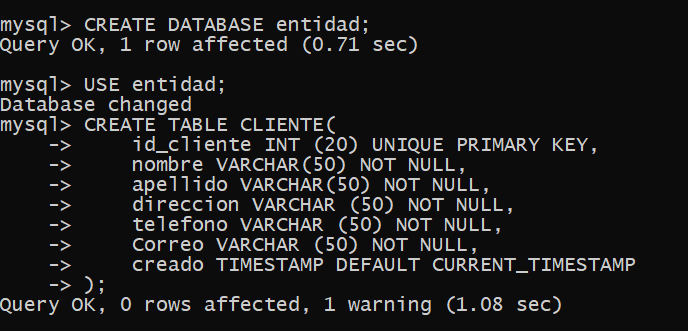 mysql> CREATE DATABASE entidad;
Query OK, 1 row affected (0.71 sec)
mysql> USE entidad;
Database changed
mysql> CREATE TABLE CLIENTE(
    ->     id_cliente INT (20) UNIQUE PRIMARY KEY,
    ->     nombre VARCHAR(50) NOT NULL,
    ->     apellido VARCHAR(50) NOT NULL,
    ->     direccion VARCHAR (50) NOT NULL,
    ->     telefono VARCHAR (50) NOT NULL,
    ->     Correo VARCHAR (50) NOT NULL,
    ->     creado TIMESTAMP DEFAULT CURRENT_TIMESTAMP
    -> );
Query OK, 0 rows affected, 1 warning (1.08 sec)